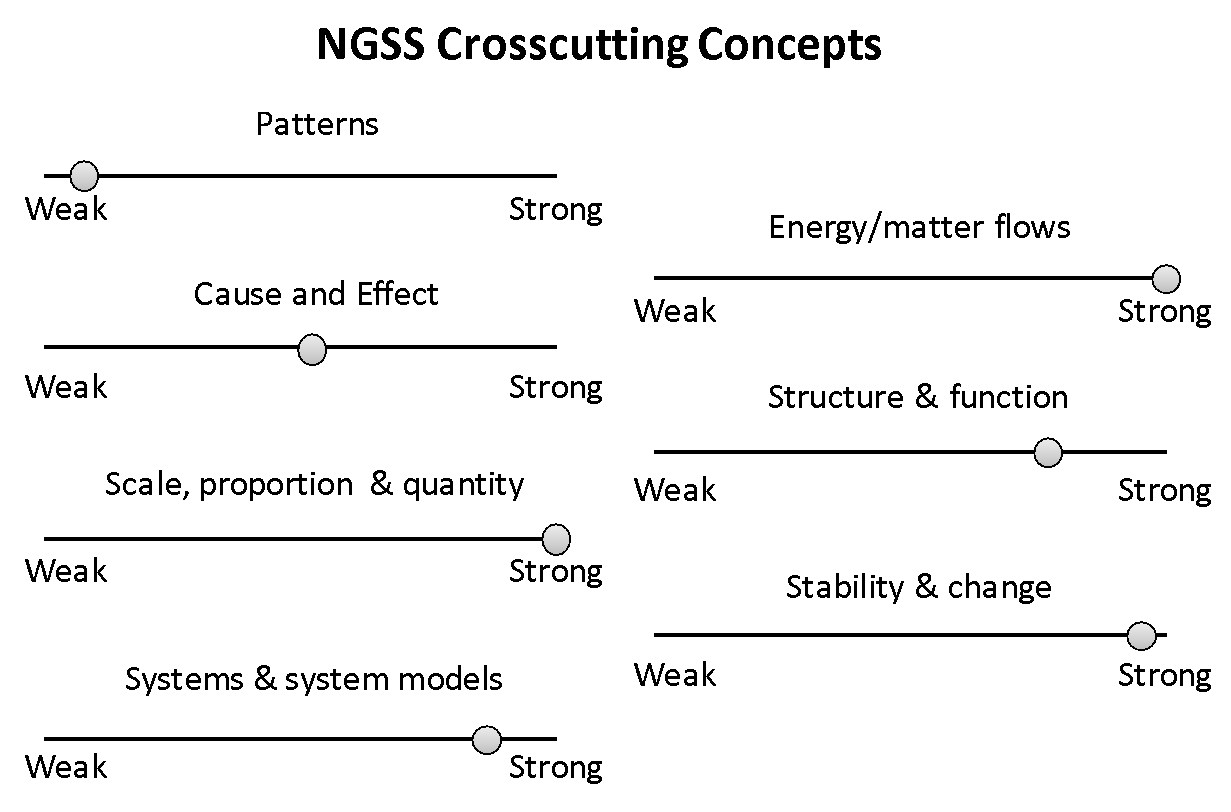 NGSS Crosscutting Concepts
Patterns
Weak Strong
Cause and Effect
Weak Strong
Scale, proportion & quantity
Weak Strong
Systems & system models
Weak Strong
Energy/matter flows
Weak Strong
Structure & function
Weak Strong
Stability & change
Weak Strong